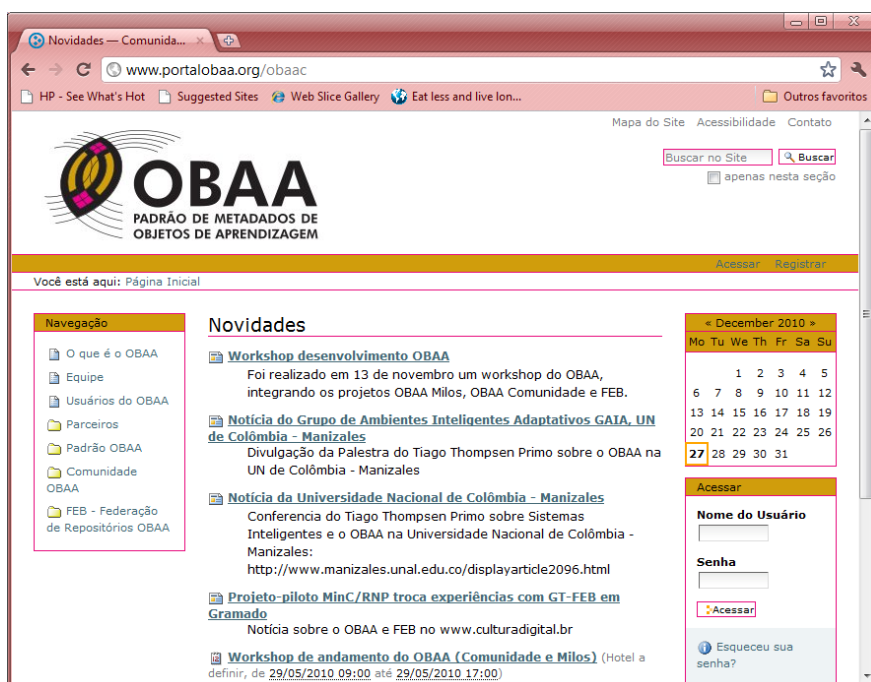 Novidades — Comunida...
www.portalobaa.org/obaac
HP - See What's Hot Suggested Sites Web Slice Gallery Eat less and live lon... Outros favoritos
Mapa do Site Acessibilidade Contato
Buscar no Site Buscar
apenas nesta seção
OBAA
PADRÃO DE METADADOS DE
OBJETOS DE APRENDIZAGEM
Acessar Registrar
Você está aqui: Página Inicial
Navegação
O que é o OBAA
Equipe
Usuários do OBAA
Parceiros
Padrão OBAA
Comunidade
OBAA
FEB - Federação
de Repositórios OBAA
Novidades
Workshop desenvolvimento OBAA
Foi realizado em 13 de novembro um workshop do OBAA,
integrando os projetos OBAA Milos, OBAA Comunidade e FEB.
Notícia do Grupo de Ambientes Inteligentes Adaptativos GAIA, UN
de Colômbia - Manizales
Divulgação da Palestra do Tiago Thompsen Primo sobre o OBAA na
UN de Colômbia - Manizales
Notícia da Universidade Nacional de Colômbia - Manizales
Conferencia do Tiago Thompsen Primo sobre Sistemas
Inteligentes e o OBAA na Universidade Nacional de Colômbia -
Manizales:
http://www.manizales.unal.edu.co/displayarticle2096.html
Projeto-piloto MinC/RNP troca experiências com GT-FEB em
Gramado
Notícia sobre o OBAA e FEB no www.culturadigital.br
Workshop de andamento do OBAA (Comunidade e Milos) (Hotel a
definir, de 29/05/2010 09:00 até 29/05/2010 17:00)
« December 2010 »
Mo Tu We Th Fr Sa Su
1 2 3 4 5
6 7 8 9 10 11 12
13 14 15 16 17 18 19
20 21 22 23 24 25 26
27 28 29 30 31
Acessar
Nome do Usuário
Senha
Acessar
Esqueceu sua
senha?